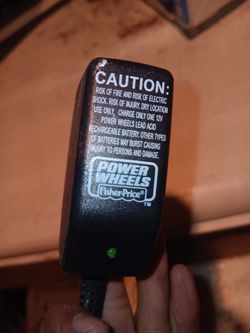 CAUTION:
RISK OF FIRE AND RISK OF ELECTRIC
SHOCK. RISK OF INJURY. DRY LOCATION
USE ONLY. CHARGE ONLY ONE 12V
POWER WHEELS LEAD ACID
RECHARGEABLE BATTERY. OTHER TYPES
OF BATTERIES MAY BURST CAUSING
INJURY TO PERSONS AND DAMAGE.
POWER
WHEELS
Fisher-Price®
TM